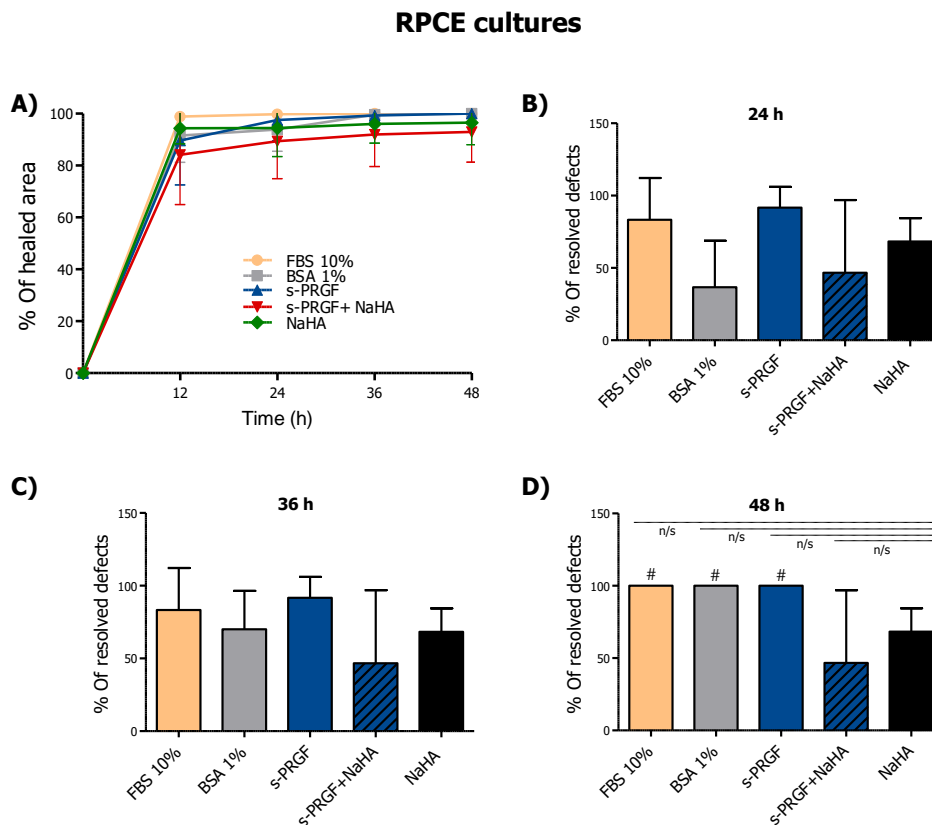 RPCE cultures
A)
% Of healed area
100
80
60
40
20
0
12
24
36
48
Time (h)
FBS 10%
BSA 1%
s-PRGF
s-PRGF+ NaHA
NaHA
B)
24 h
% Of resolved defects
150
100
50
0
FBS 10%
BSA 1%
s-PRGF
s-PRGF+NaHA
NaHA
C)
36 h
% Of resolved defects
150
100
50
0
FBS 10%
BSA 1%
s-PRGF
s-PRGF+NaHA
NaHA
D)
48 h
% Of resolved defects
150
100
50
0
n/s
n/s
n/s
n/s
#
#
#
FBS 10%
BSA 1%
s-PRGF
s-PRGF+NaHA
NaHA